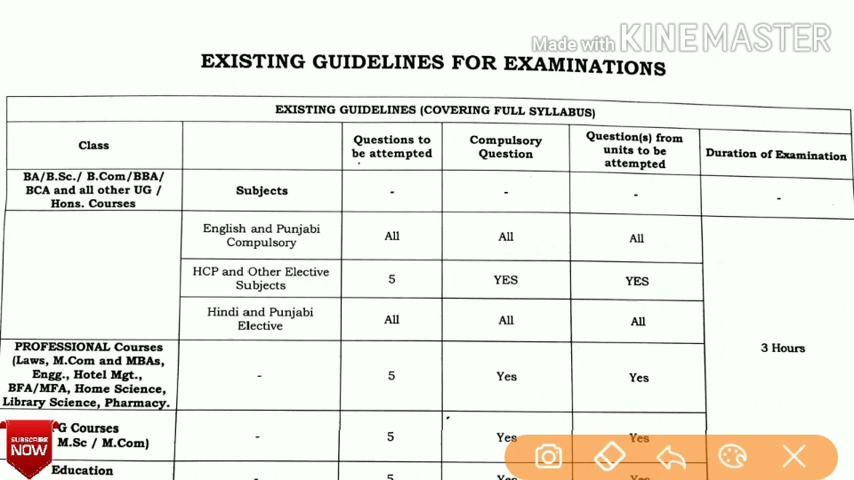 Made with KINEMASTER
EXISTING GUIDELINES FOR EXAMINATIONS
EXISTING GUIDELINES (COVERING FULL SYLLABUS)
Class
Questions to
be attempted
Compulsory
Question
Question(s) from
units to be
attempted
Duration of Examination
BA/B.Sc./ B.Com/BBA/
BCA and all other UG /
Hons. Courses
Subjects
-
-
-
-
English and Punjabi
Compulsory
All
All
All
HCP and Other Elective
Subjects
5
YES
YES
Hindi and Punjabi
Elective
All
All
All
3 Hours
PROFESSIONAL Courses
(Laws, M.Com and MBAs,
Engg., Hotel Mgt.,
BFA/MFA, Home Science,
Library Science, Pharmacy.
-
5
Yes
Yes
G Courses
M.Sc / M.Com)
-
5
Yes
Yes
Education
-
5
SUBSCRIBE
NOW